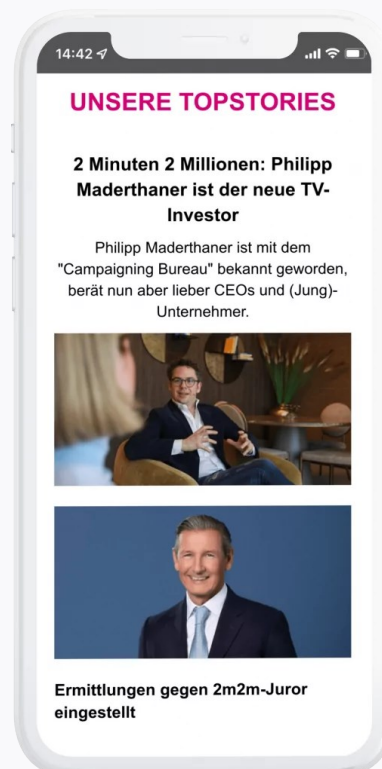 14:42
UNSERE TOPSTORIES
2 Minuten 2 Millionen: Philipp
Maderthaner ist der neue TV-
Investor
Philipp Maderthaner ist mit dem
"Campaigning Bureau" bekannt geworden,
berät nun aber lieber CEOs und (Jung)-
Unternehmer.
Ermittlungen gegen 2m2m-Juror
eingestellt